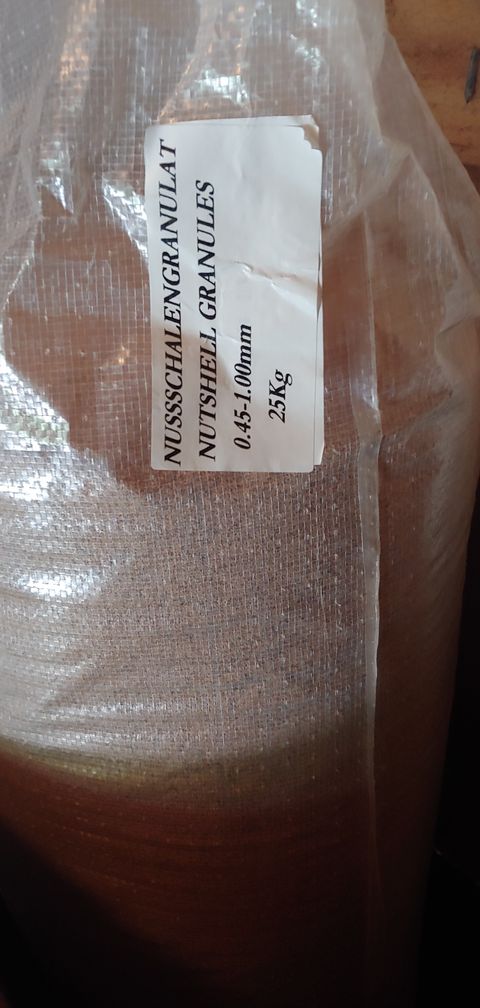 NUSSSCHALENGRANULAT
NUTSHELL GRANULES
0.45-1.00mm
25Kg